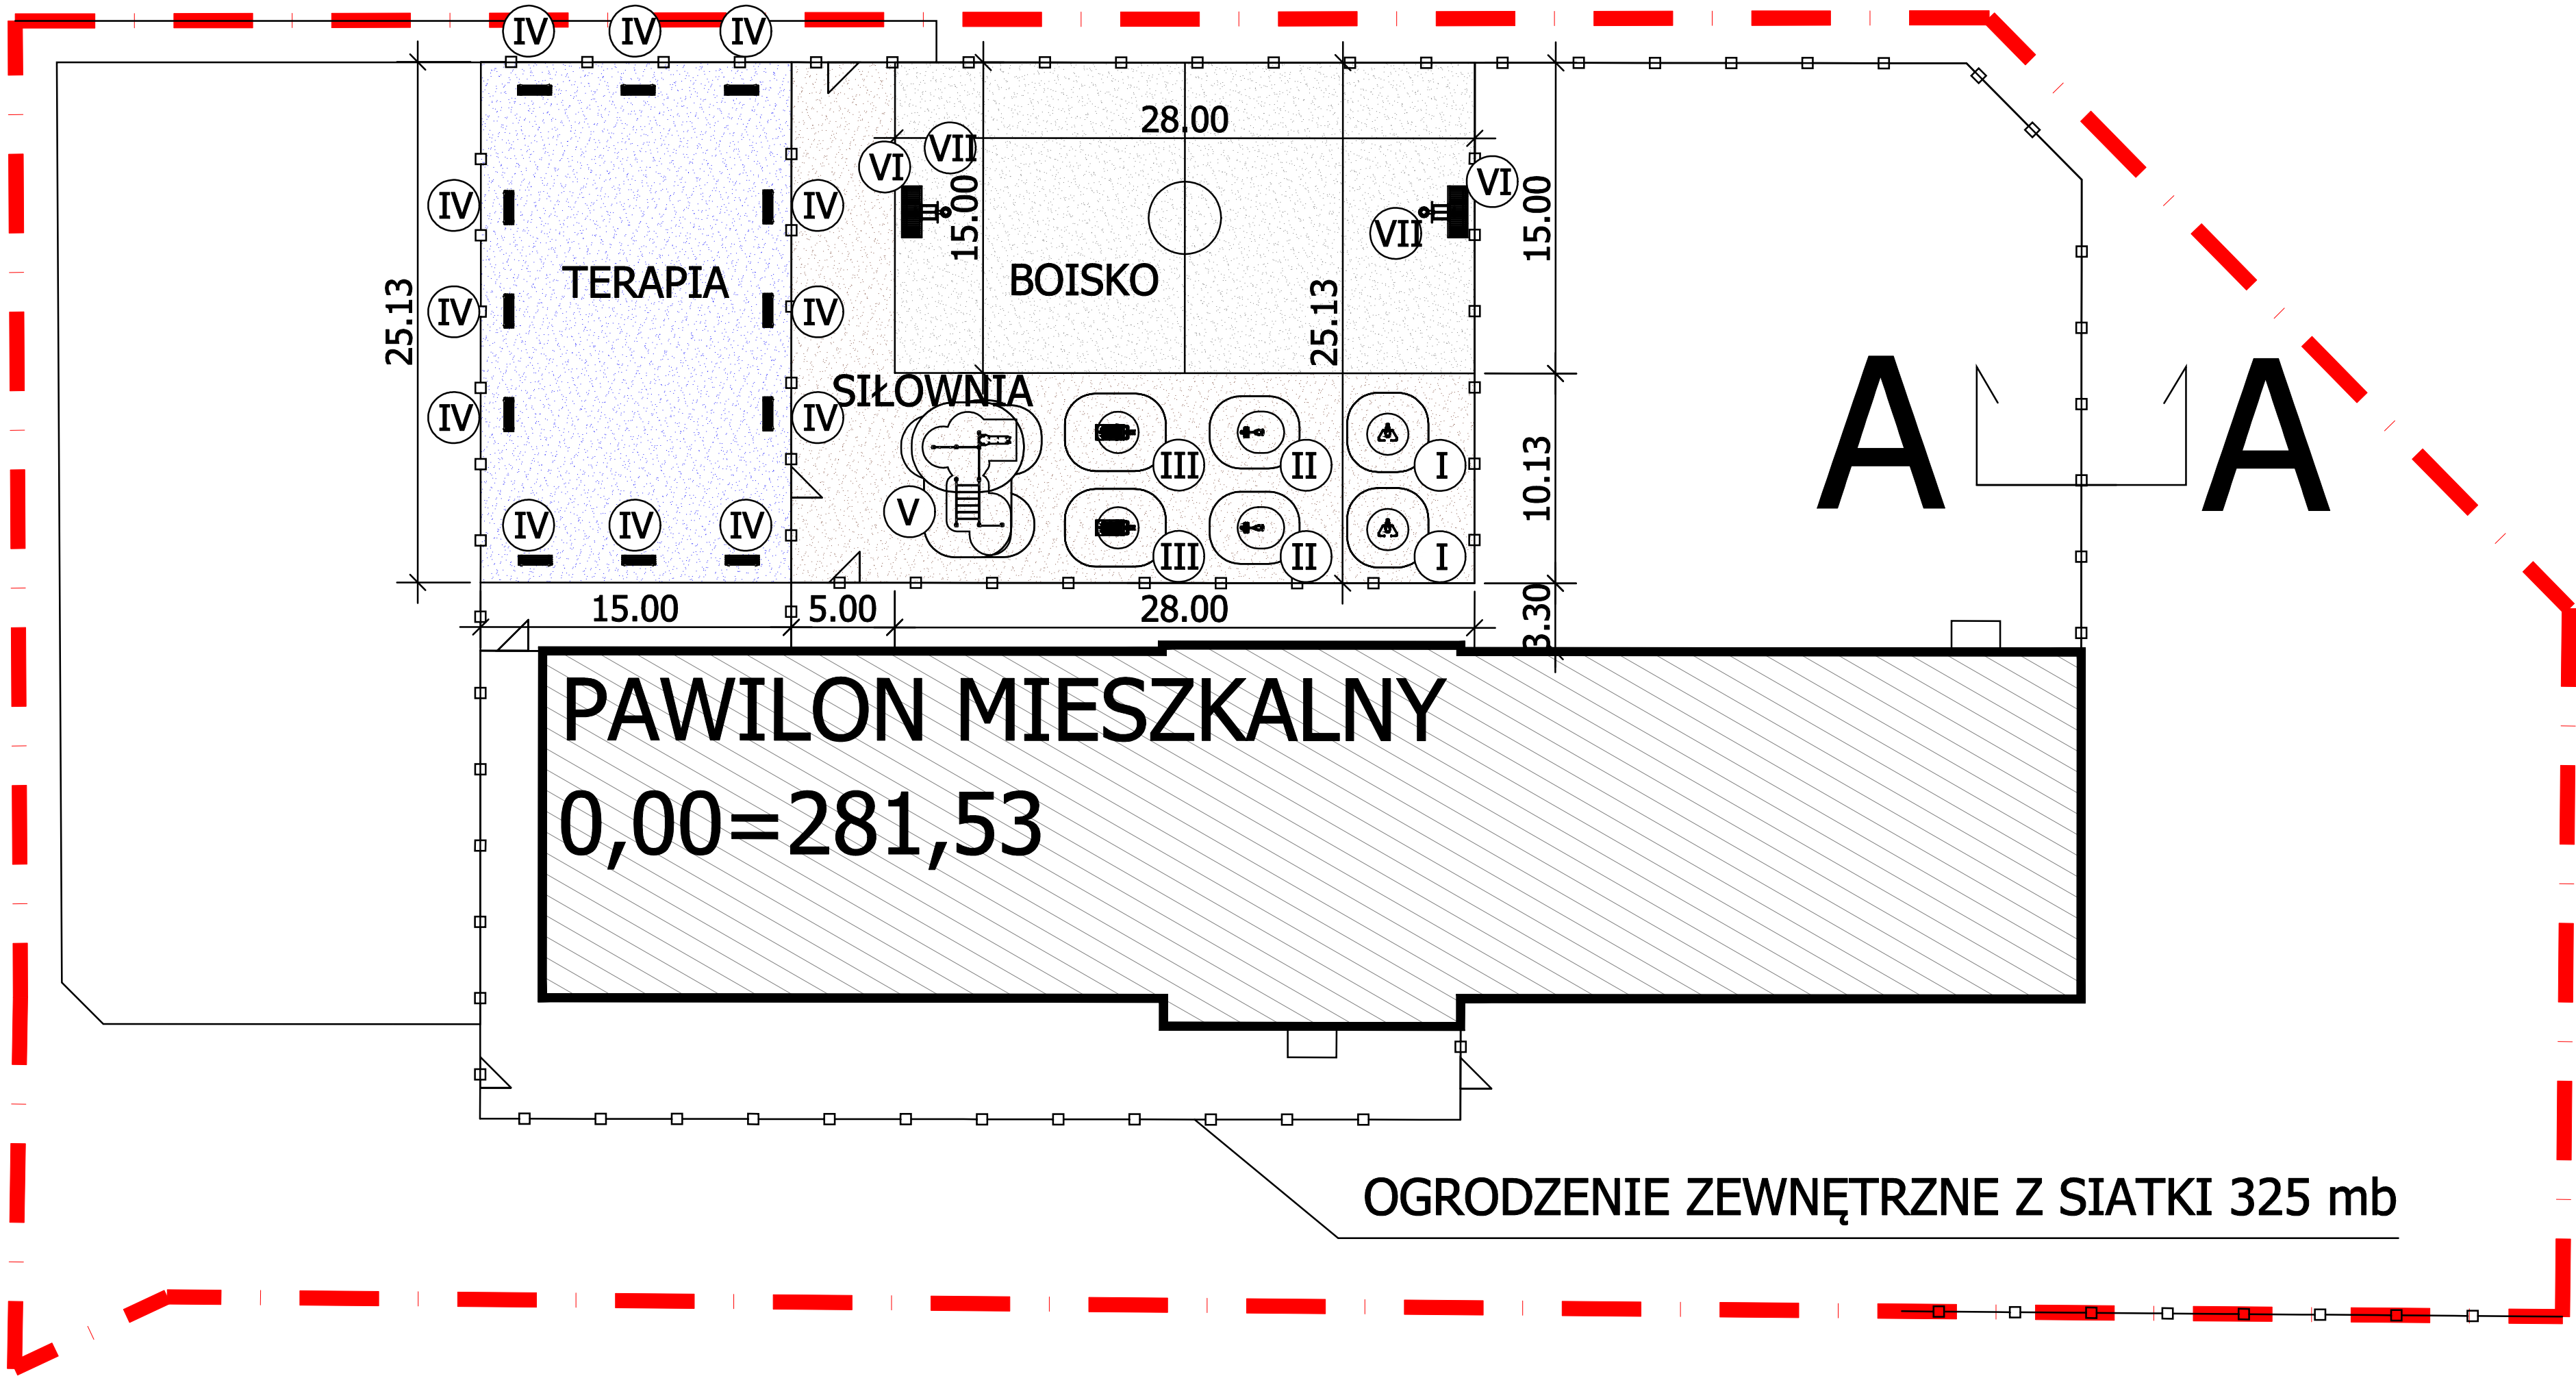 IV IV IV
28.00
VI VII VI
IV IV 15.00 VII 15.00
TERAPIA BOISKO
25.13 IV IV 25.13
SIŁOWNIA
IV IV
III II I 10.13
V
IV IV IV
III II I
15.00 5.00 28.00 3.30
A A
PAWILON MIESZKALNY
0,00=281,53
OGRODZENIE ZEWNĘTRZNE Z SIATKI 325 mb